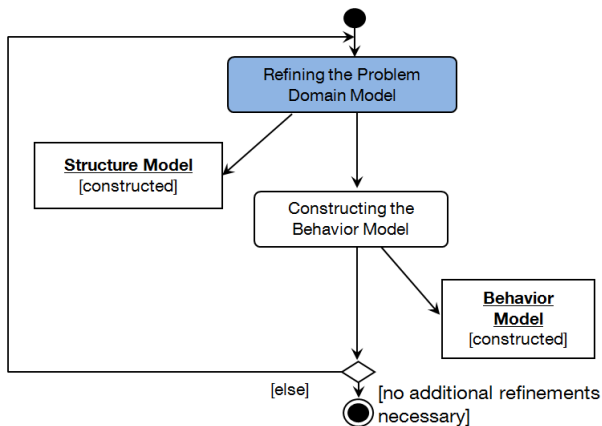 Refining the Problem
Domain Model
Structure Model
[constructed]
Constructing the
Behavior Model
Behavior
Model
[constructed]
[else]
[no additional refinements
necessary]